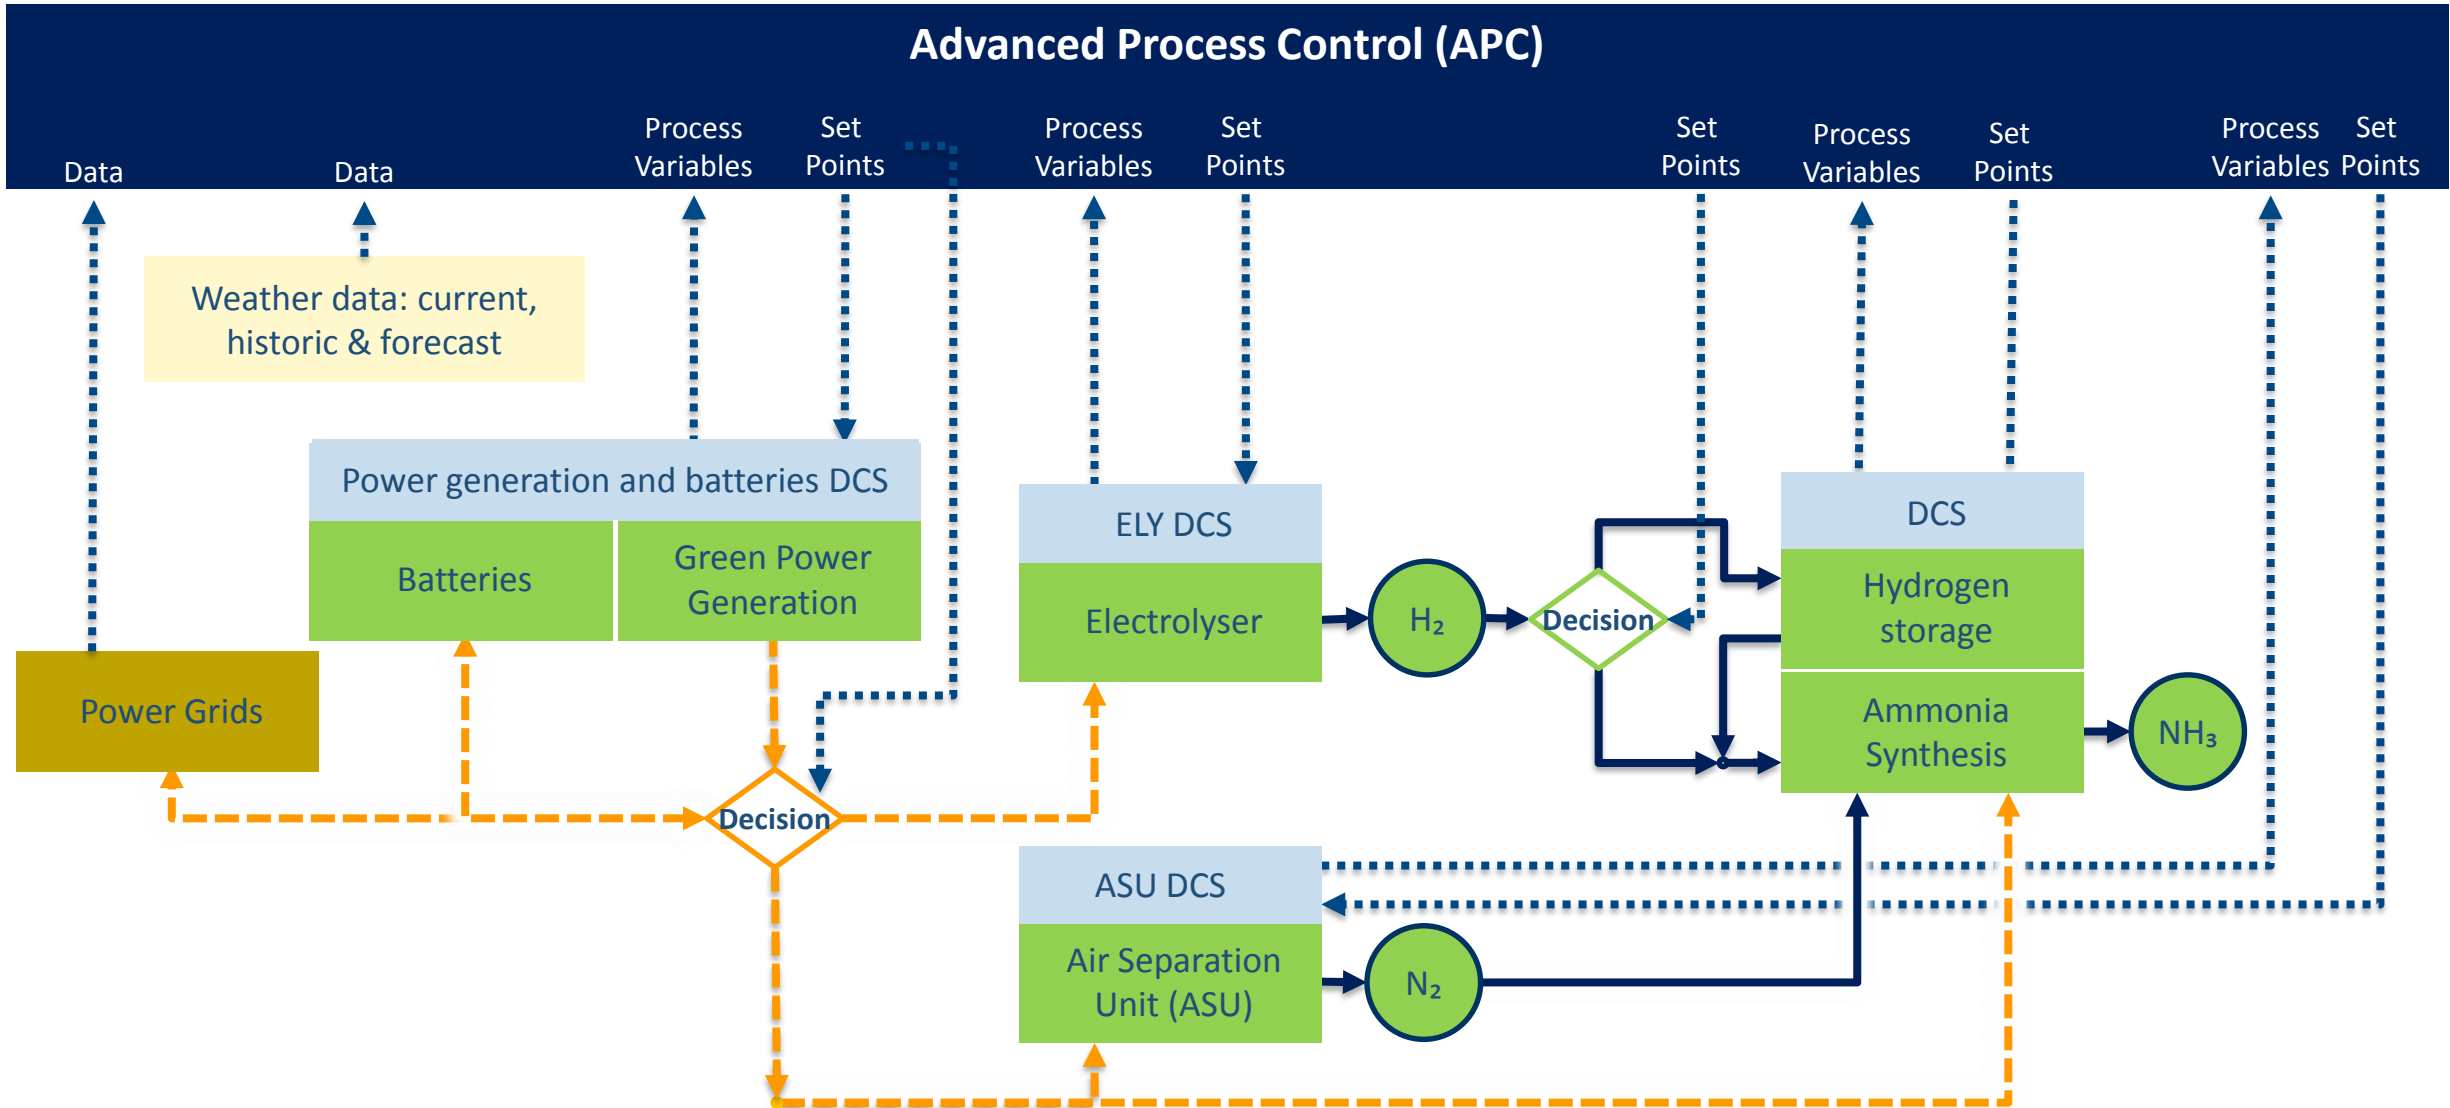 Advanced Process Control (APC)
Data
Data
Process
Variables
Set
Points
Process
Variables
Set
Points
Set
Points
Process
Variables
Set
Points
Process
Variables
Set
Points
Weather data: current,
historic & forecast
Power generation and batteries DCS
Batteries
Green Power
Generation
Power Grids
Decision
ELY DCS
Electrolyser
H₂
Decision
DCS
Hydrogen
storage
Ammonia
Synthesis
NH₃
ASU DCS
Air Separation
Unit (ASU)
N₂